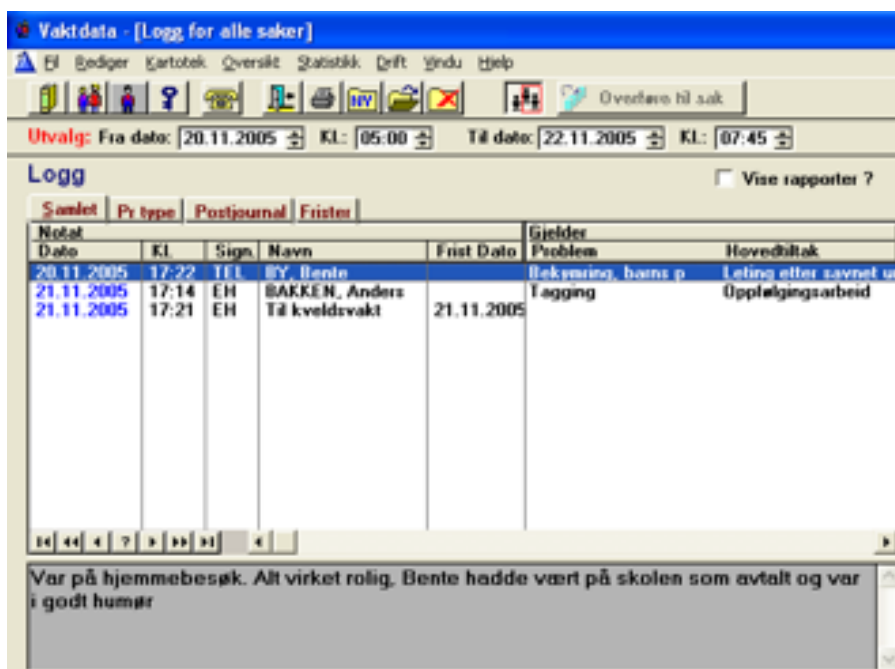 Vaktdata - [Logg for alle saker]
Fil Rediger Kartotek Oversikt Statistikk Drift Vindu Hjelp
NY Overføre til sak
Utvalg: Fra dato: 20.11.2005 Kl.: 05:00 Til dato: 22.11.2005 Kl.: 07:45
Logg
Vise rapporter ?
Samlet Pr type Postjournal Frister
Notat Gjelder
Dato Kl. Sign. Navn Frist Dato Problem Hovedtiltak
20.11.2005 17:22 TEL BY, Bente Bekymring, barns p Leting etter savnet u
21.11.2005 17:14 EH BAKKEN, Anders Tagging Oppfølgingsarbeid
21.11.2005 17:21 EH Til kveldsvakt 21.11.2005
?
Var på hjemmebesøk. Alt virket rolig, Bente hadde vært på skolen som avtalt og var
i godt humør